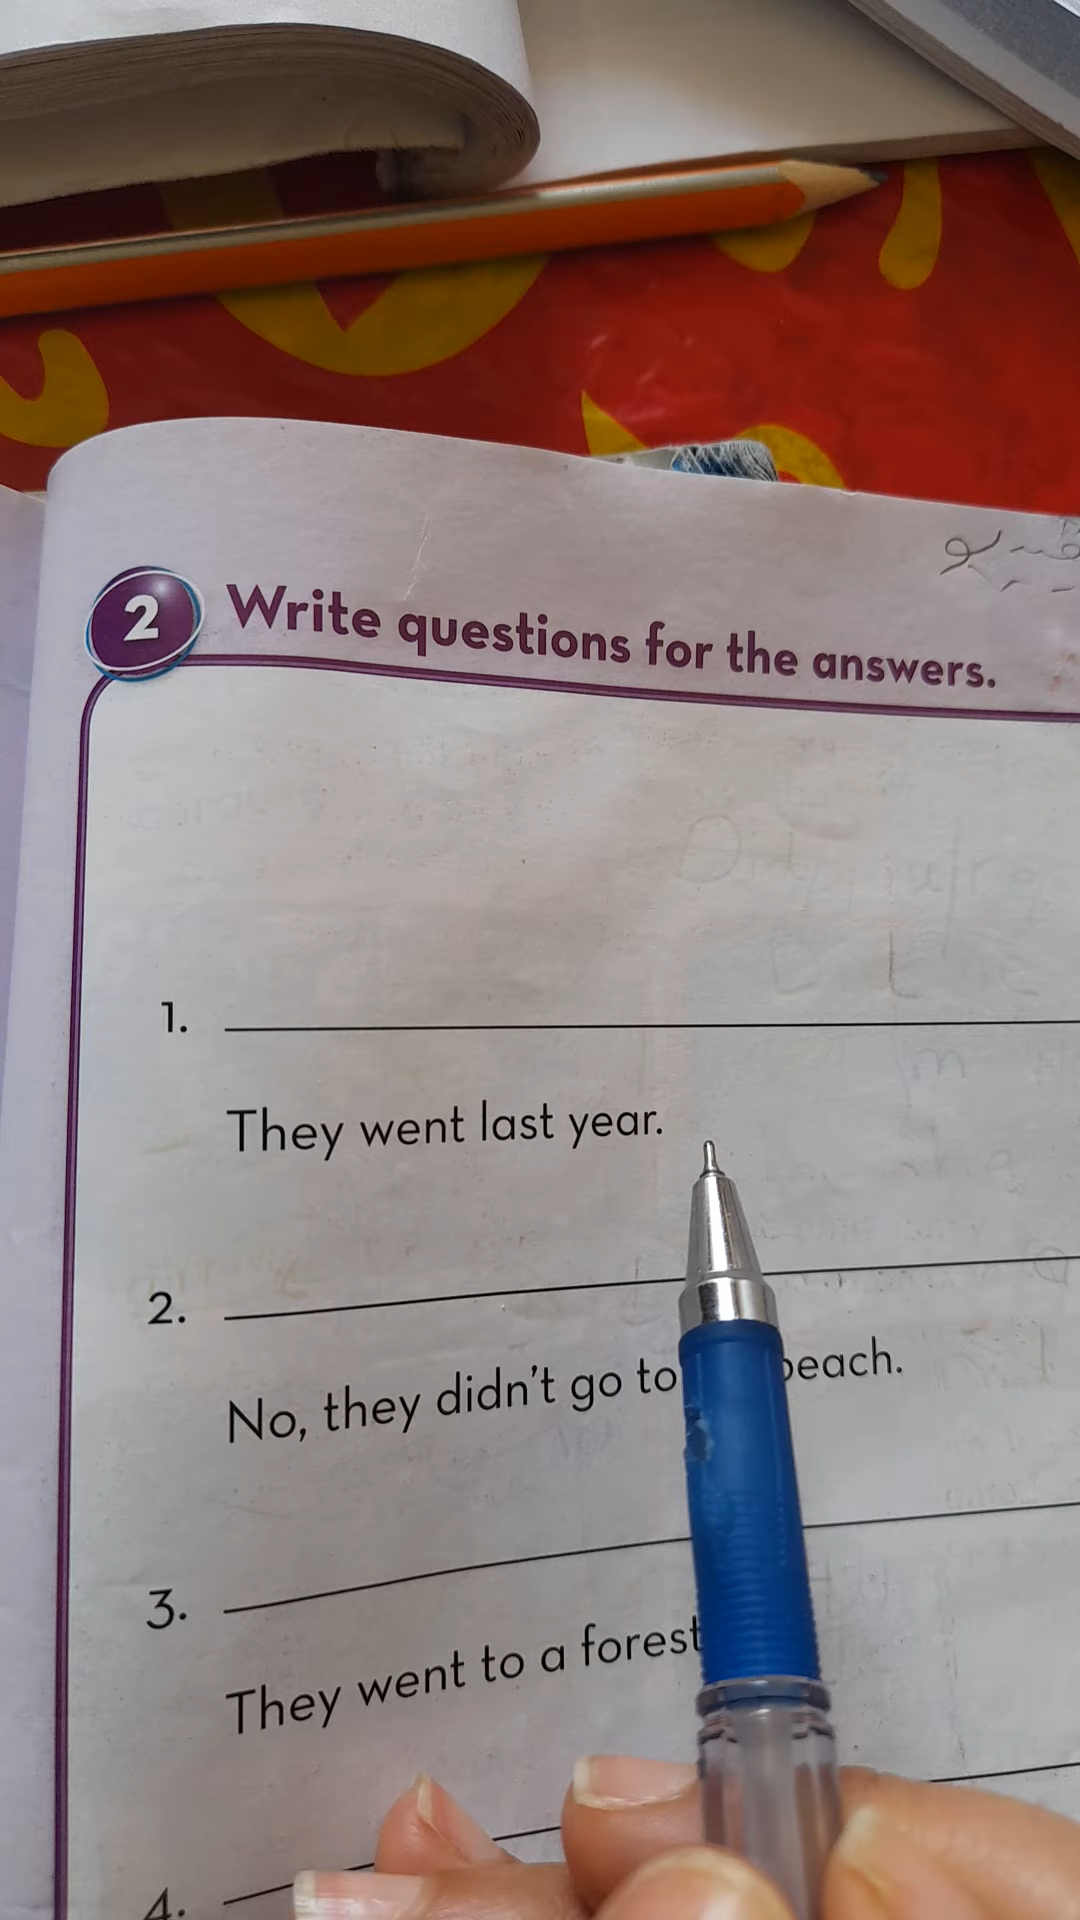 2 Write questions for the answers.
1.
They went last year.
2.
No, they didn't go to beach.
3.
They went to a forest
4.